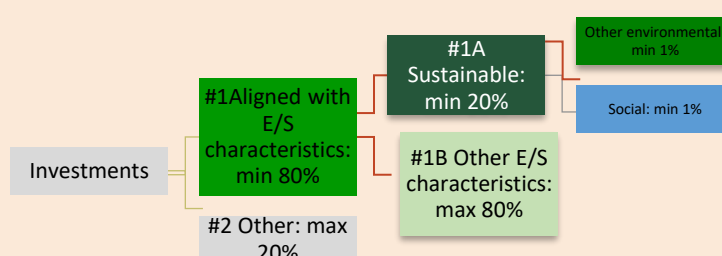 Investments
#1Aligned with
E/S
characteristics:
min 80%
#2 Other: max
20%
#1A
Sustainable:
min 20%
#1B Other E/S
characteristics:
max 80%
Other environmental
min 1%
Social: min 1%